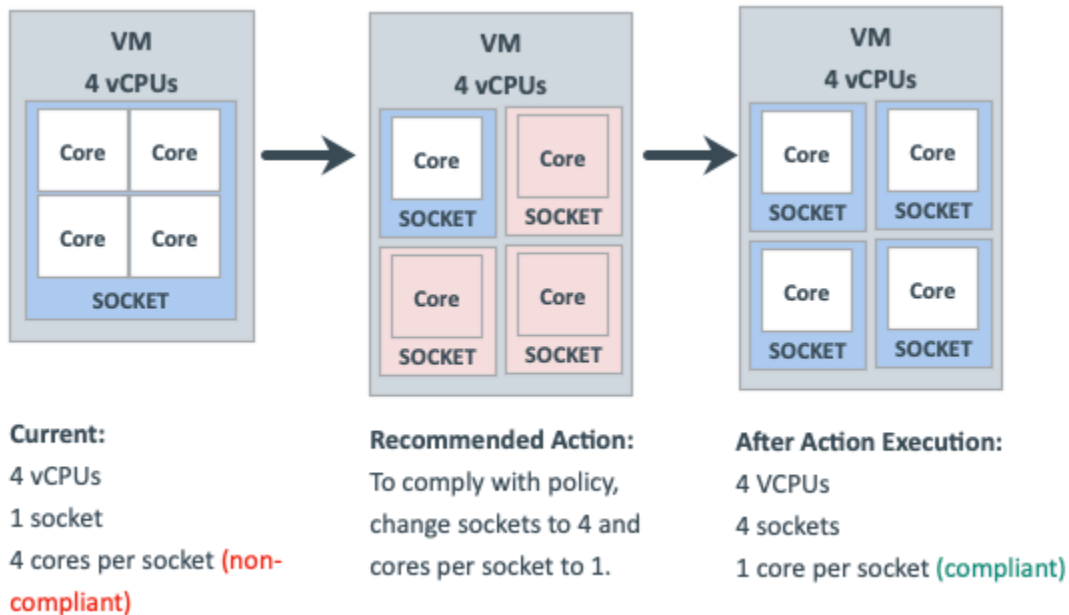 VM
4 vCPUs
Core Core
Core Core
SOCKET
VM
4 vCPUs
Core Core
SOCKET SOCKET
Core Core
SOCKET SOCKET
VM
4 vCPUs
Core Core
SOCKET SOCKET
Core Core
SOCKET SOCKET
Current:
4 vCPUs
1 socket
4 cores per socket (non-
compliant)
Recommended Action:
To comply with policy,
change sockets to 4 and
cores per socket to 1.
After Action Execution:
4 VCPUs
4 sockets
1 core per socket (compliant)